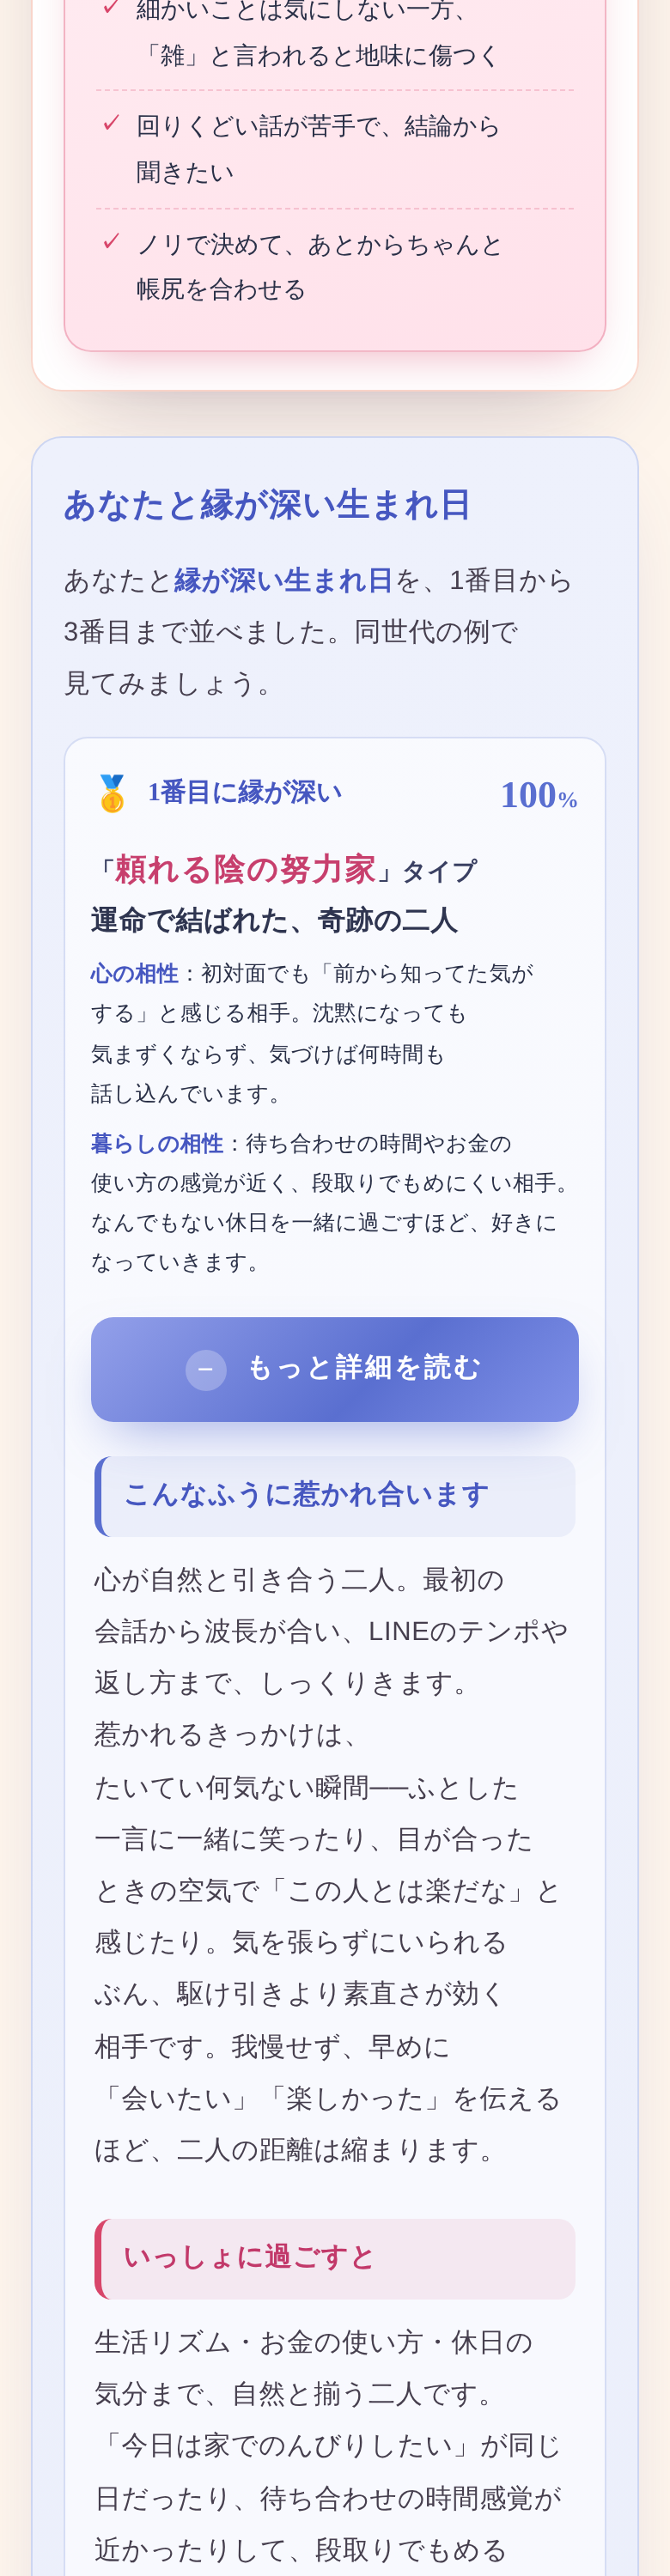 ✓ 細かいことは気にしない一方、
「雑」と言われると地味に傷つく
✓ 回りくどい話が苦手で、結論から
聞きたい
✓ ノリで決めて、あとからちゃんと
帳尻を合わせる
あなたと縁が深い生まれ日
あなたと縁が深い生まれ日を、1番目から
3番目まで並べました。同世代の例で
見てみましょう。
🥇 1番目に縁が深い 100%
「頼れる陰の努力家」タイプ
運命で結ばれた、奇跡の二人
心の相性：初対面でも「前から知ってた気が
する」と感じる相手。沈黙になっても
気まずくならず、気づけば何時間も
話し込んでいます。
暮らしの相性：待ち合わせの時間やお金の
使い方の感覚が近く、段取りでもめにくい相手。
なんでもない休日を一緒に過ごすほど、好きに
なっていきます。
− もっと詳細を読む
こんなふうに惹かれ合います
心が自然と引き合う二人。最初の
会話から波長が合い、LINEのテンポや
返し方まで、しっくりきます。
惹かれるきっかけは、
たいてい何気ない瞬間──ふとした
一言に一緒に笑ったり、目が合った
ときの空気で「この人とは楽だな」と
感じたり。気を張らずにいられる
ぶん、駆け引きより素直さが効く
相手です。我慢せず、早めに
「会いたい」「楽しかった」を伝える
ほど、二人の距離は縮まります。
いっしょに過ごすと
生活リズム・お金の使い方・休日の
気分まで、自然と揃う二人です。
「今日は家でのんびりしたい」が同じ
日だったり、待ち合わせの時間感覚が
近かったりして、段取りでもめる